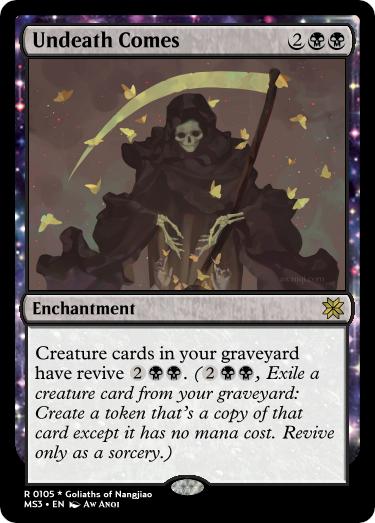 Undeath Comes 2
Enchantment
Creature cards in your graveyard
have revive 2. (2, Exile a
creature card from your graveyard:
Create a token that's a copy of that
card except it has no mana cost. Revive
only as a sorcery.)
R 0105 * Goliaths of Nangjiao
MS3 • EN Aw Anoi